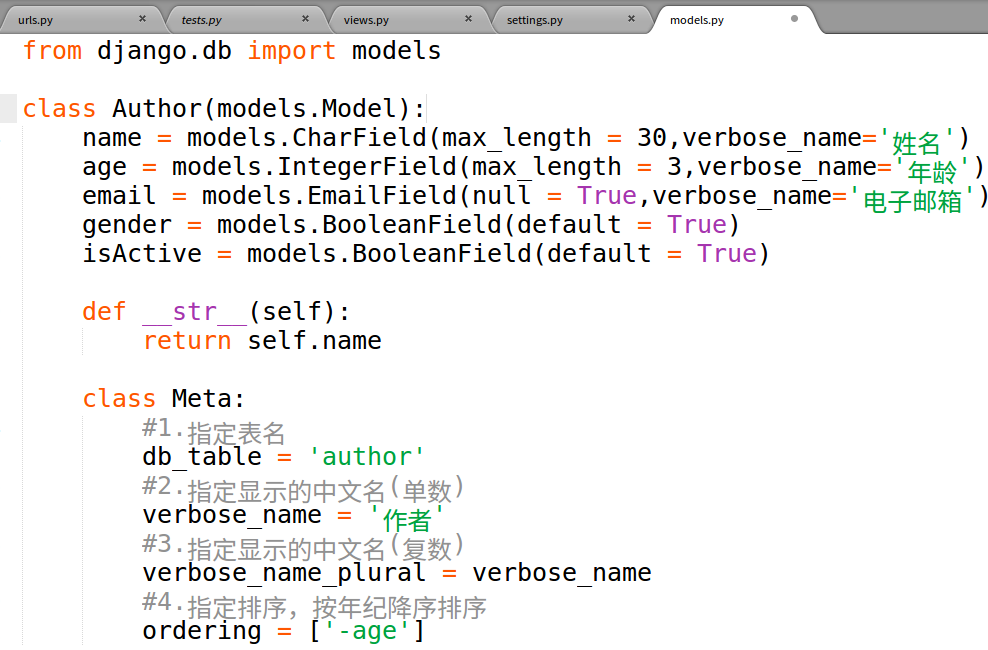 urls.py × tests.py × views.py × settings.py × models.py
from django.db import models
class Author(models.Model):
name = models.CharField(max_length = 30,verbose_name='姓名')
age = models.IntegerField(max_length = 3,verbose_name='年龄')
email = models.EmailField(null = True,verbose_name='电子邮箱')
gender = models.BooleanField(default = True)
isActive = models.BooleanField(default = True)
def __str__(self):
return self.name
class Meta:
#1.指定表名
db_table = 'author'
#2.指定显示的中文名(单数)
verbose_name = '作者'
#3.指定显示的中文名(复数)
verbose_name_plural = verbose_name
#4.指定排序，按年纪降序排序
ordering = ['-age']